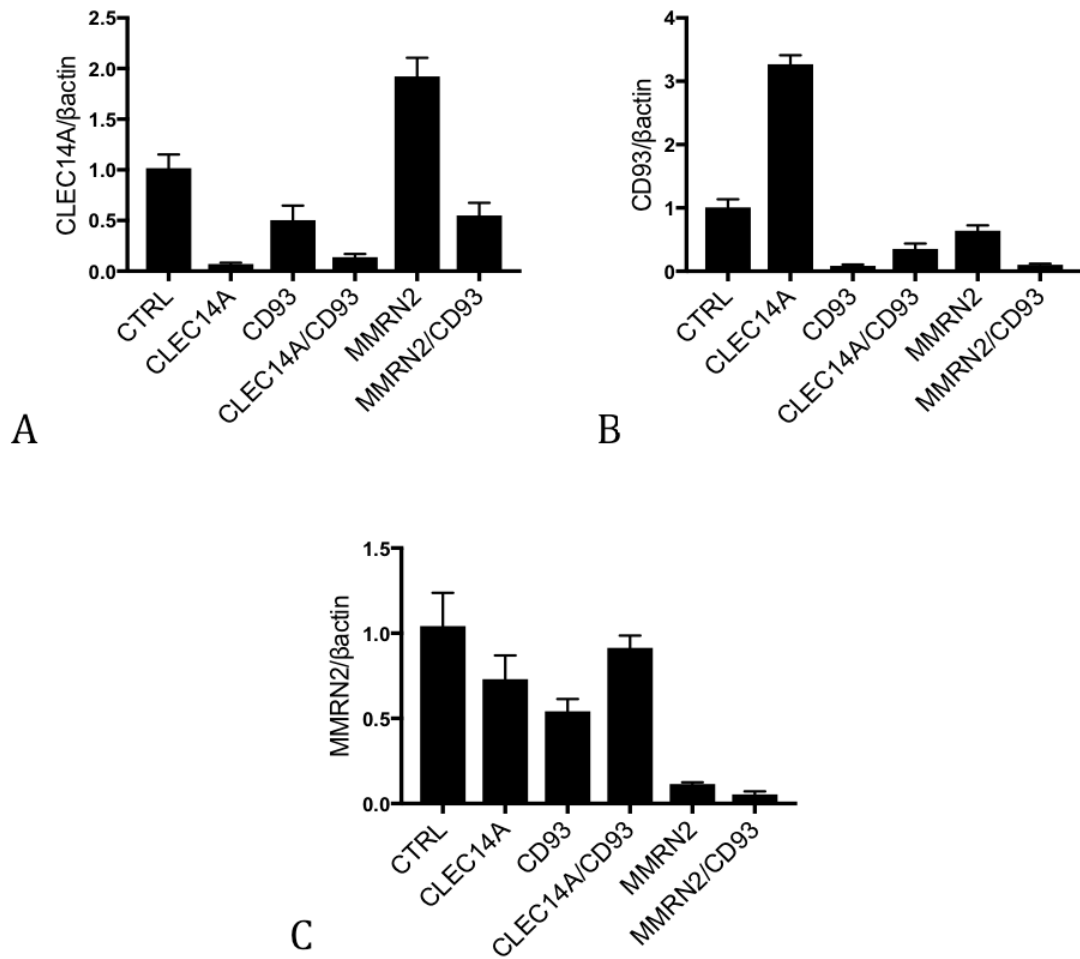 CLEC14A/βactin
2.5
2.0
1.5
1.0
0.5
0.0
CTRL
CLEC14A
CD93
CLEC14A/CD93
MMRN2
MMRN2/CD93
A
CD93/βactin
4
3
2
1
0
CTRL
CLEC14A
CD93
CLEC14A/CD93
MMRN2
MMRN2/CD93
B
MMRN2/βactin
1.5
1.0
0.5
0.0
CTRL
CLEC14A
CD93
CLEC14A/CD93
MMRN2
MMRN2/CD93
C